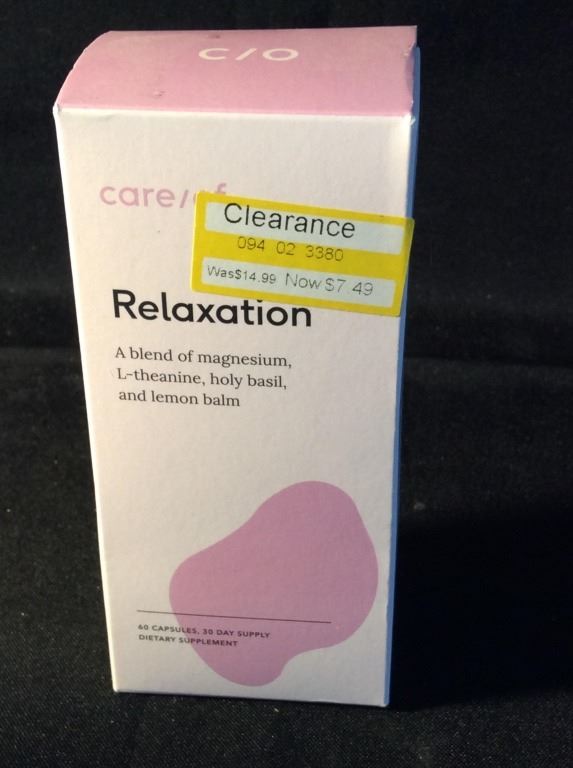 C/O
care/of
Clearance
094 02 3380
Was$14.99 Now $7.49
Relaxation
A blend of magnesium,
L-theanine, holy basil,
and lemon balm
60 CAPSULES, 30 DAY SUPPLY
DIETARY SUPPLEMENT